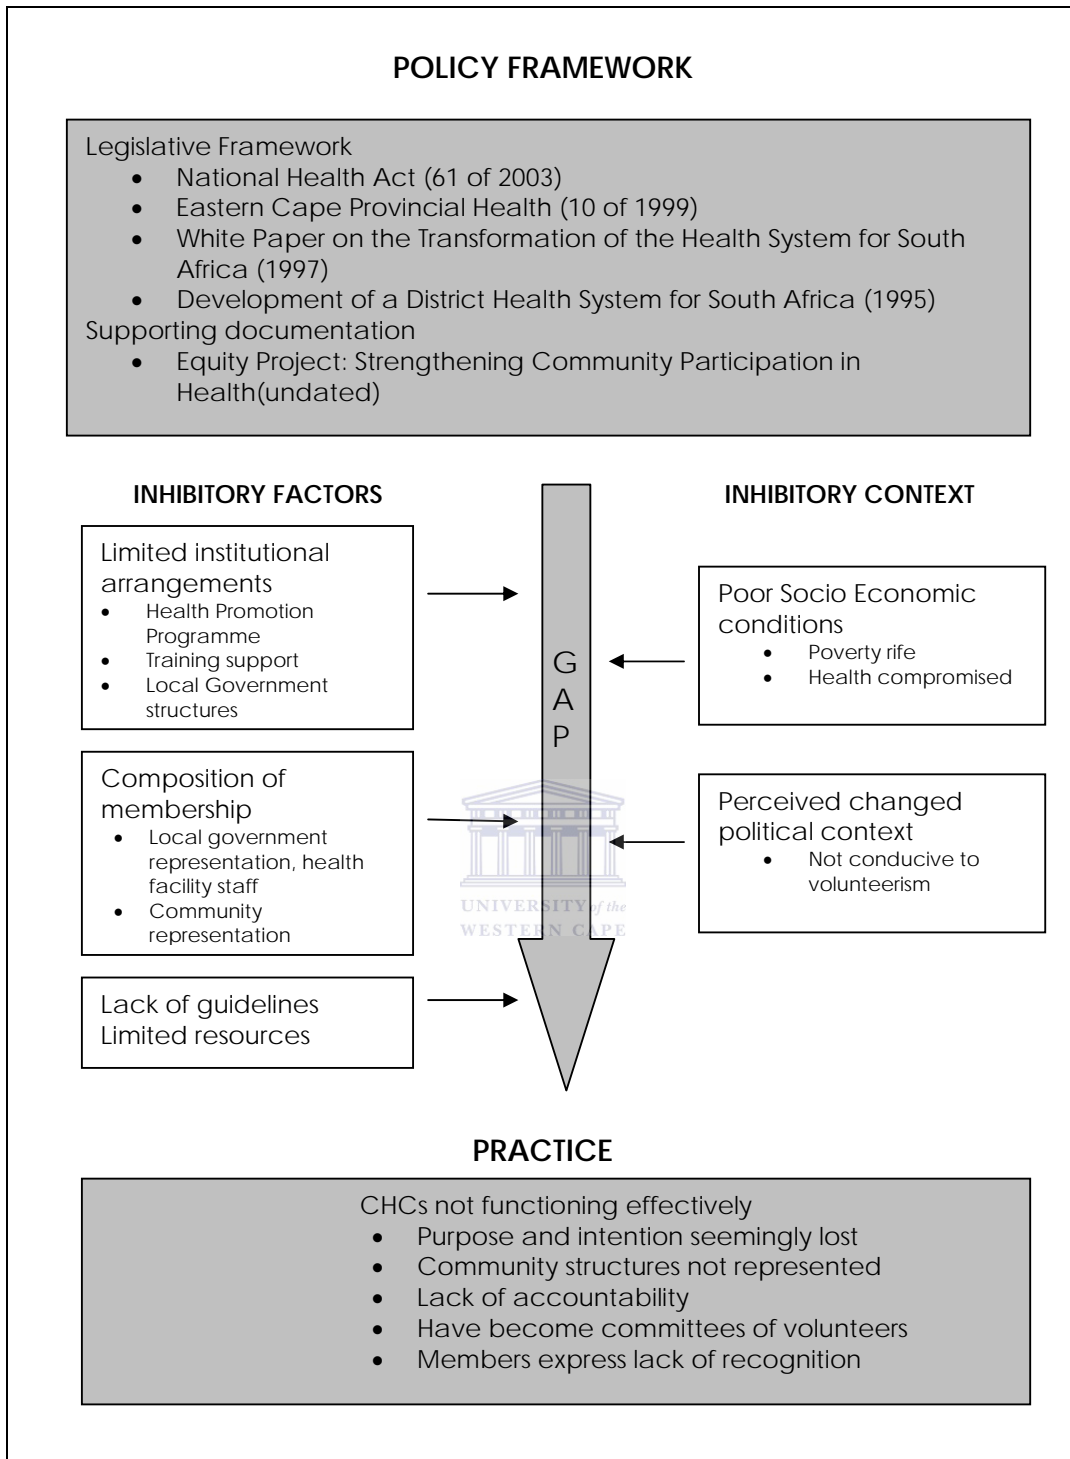 POLICY FRAMEWORK
Legislative Framework
• National Health Act (61 of 2003)
• Eastern Cape Provincial Health (10 of 1999)
• White Paper on the Transformation of the Health System for South
Africa (1997)
• Development of a District Health System for South Africa (1995)
Supporting documentation
• Equity Project: Strengthening Community Participation in
Health(undated)
INHIBITORY FACTORS
Limited institutional
arrangements
• Health Promotion
Programme
• Training support
• Local Government
structures
Composition of
membership
• Local government
representation, health
facility staff
• Community
representation
Lack of guidelines
Limited resources
G
A
P
UNIVERSITY of the
WESTERN CAPE
INHIBITORY CONTEXT
Poor Socio Economic
conditions
• Poverty rife
• Health compromised
Perceived changed
political context
• Not conducive to
volunteerism
PRACTICE
CHCs not functioning effectively
• Purpose and intention seemingly lost
• Community structures not represented
• Lack of accountability
• Have become committees of volunteers
• Members express lack of recognition